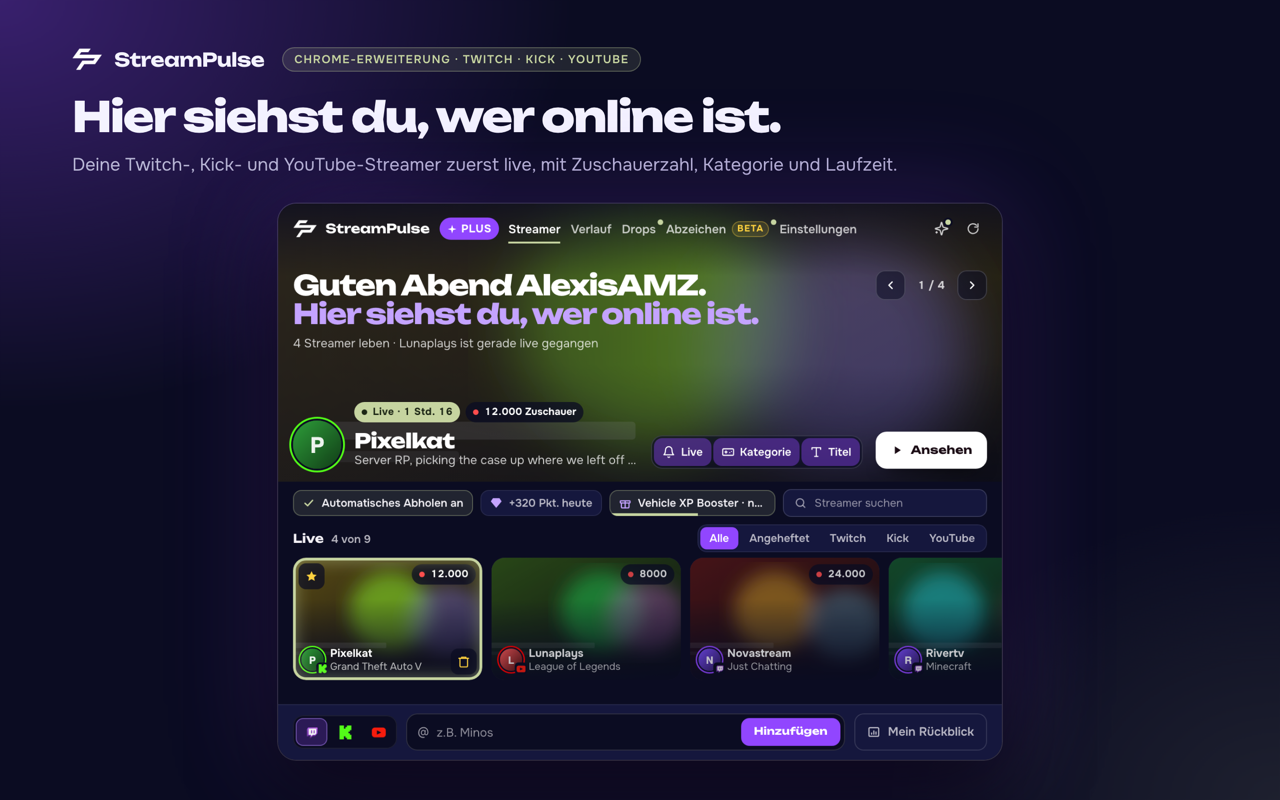 StreamPulse
CHROME-ERWEITERUNG · TWITCH · KICK · YOUTUBE
Hier siehst du, wer online ist.
Deine Twitch-, Kick- und YouTube-Streamer zuerst live, mit Zuschauerzahl, Kategorie und Laufzeit.
StreamPulse
PLUS
Streamer
Verlauf
Drops
Abzeichen
BETA
Einstellungen
Guten Abend AlexisAMZ.
Hier siehst du, wer online ist.
1 / 4
4 Streamer leben · Lunaplays ist gerade live gegangen
Live · 1 Std. 16
12.000 Zuschauer
P
Pixelkat
Server RP, picking the case up where we left off ...
Live
Kategorie
Titel
Ansehen
Automatisches Abholen an
+320 Pkt. heute
Vehicle XP Booster · n...
Streamer suchen
Live
4 von 9
Alle
Angeheftet
Twitch
Kick
YouTube
12.000
P
Pixelkat
Grand Theft Auto V
8000
L
Lunaplays
League of Legends
24.000
N
Novastream
Just Chatting
R
Rivertv
Minecraft
@ z.B. Minos
Hinzufügen
Mein Rückblick